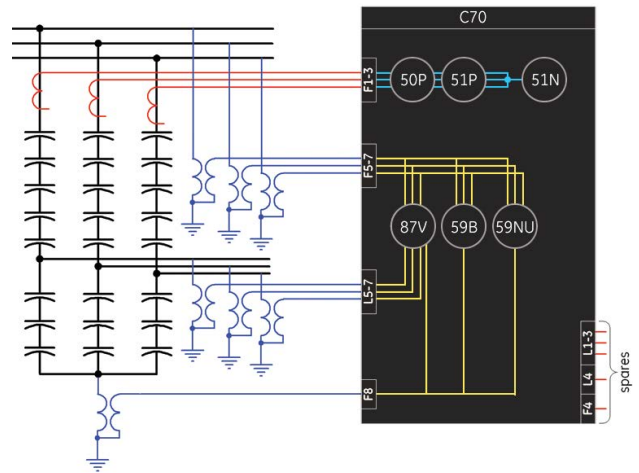 C70
F1-3
50P
51P
51N
F5-7
87V
59B
59NU
L5-7
L1-3
L4
F4
spares
F8